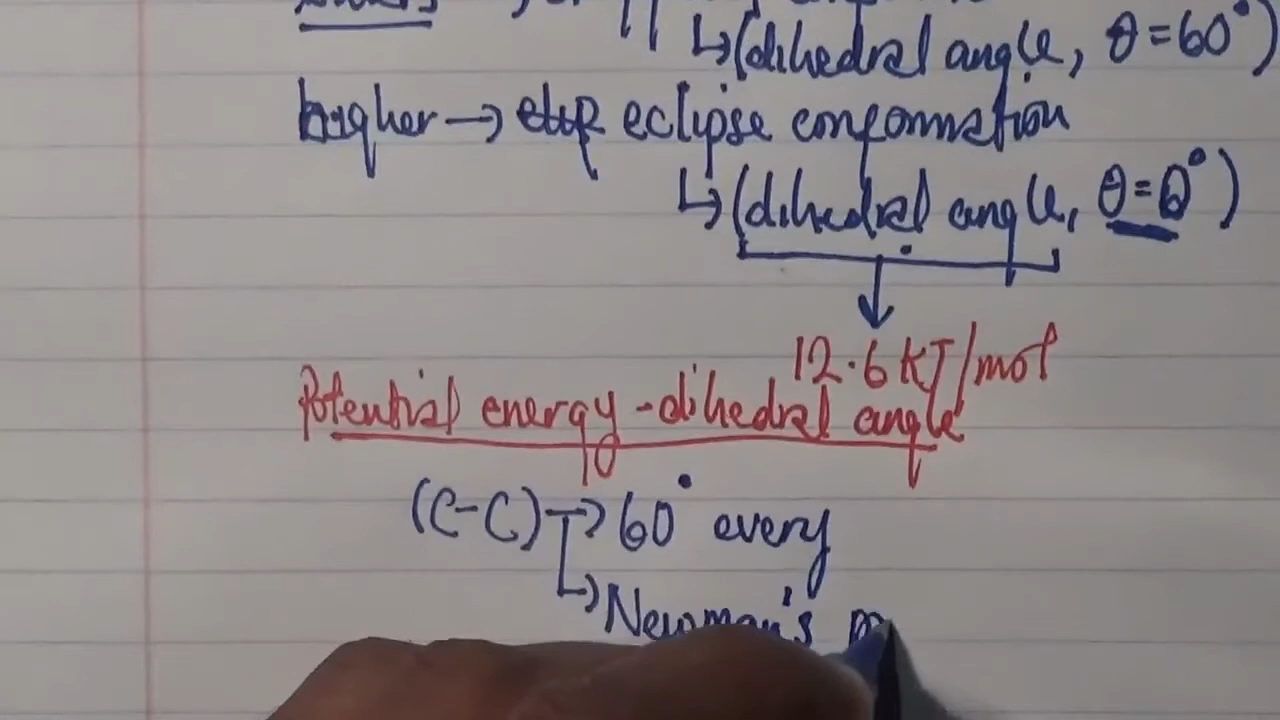 ↳(dihedral angle, θ=60°)
higher → eclipse conformation
↳(dihedral angle, θ=0°)
12.6 KJ/mol
Potential energy-dihedral angle
(C-C) → 60° every
↳Newman's